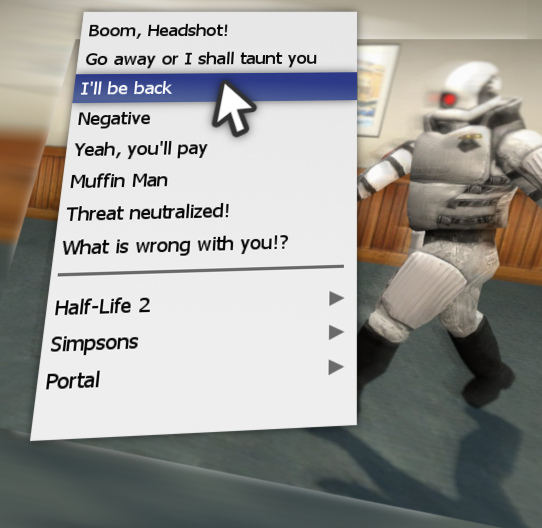 Boom, Headshot!
Go away or I shall taunt you
I'll be back
Negative
Yeah, you'll pay
Muffin Man
Threat neutralized!
What is wrong with you!?
Half-Life 2
Simpsons
Portal